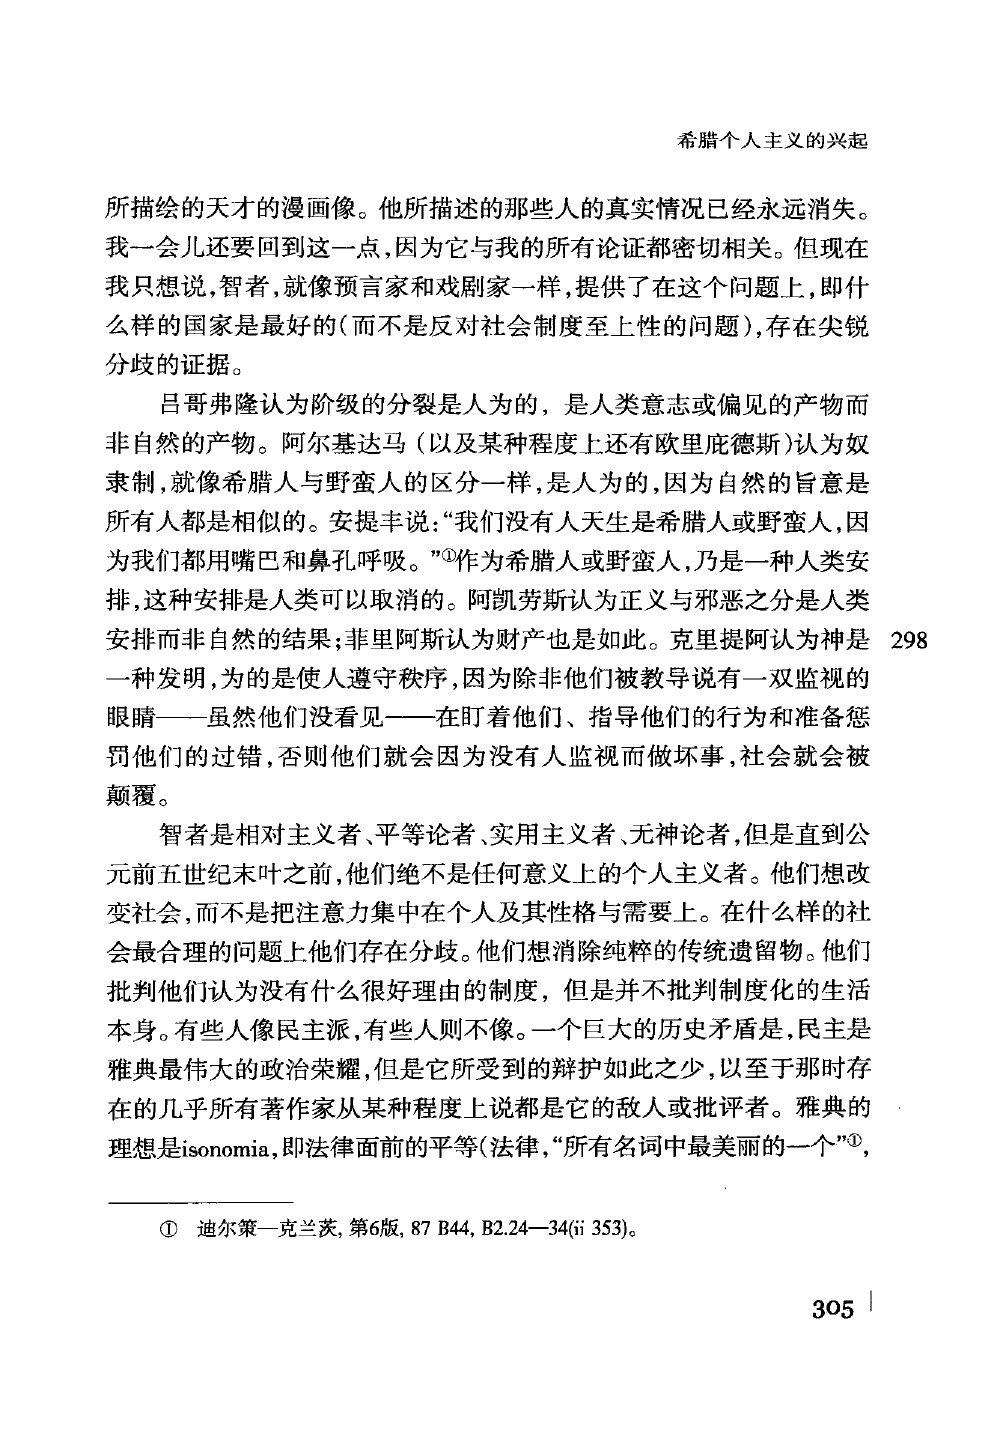 希腊个人主义的兴起
所描绘的天才的漫画像。他所描述的那些人的真实情况已经永远消失。
我一会儿还要回到这一点,因为它与我的所有论证都密切相关。但现在
我只想说,智者,就像预言家和戏剧家一样,提供了在这个问题上,即什
么样的国家是最好的(而不是反对社会制度至上性的问题),存在尖锐
分歧的证据。
吕哥弗隆认为阶级的分裂是人为的, 是人类意志或偏见的产物而
非自然的产物。阿尔基达马 (以及某种程度上还有欧里庇德斯)认为奴
隶制,就像希腊人与野蛮人的区分一样,是人为的,因为自然的旨意是
所有人都是相似的。安提丰说:“我们没有人天生是希腊人或野蛮人,因
为我们都用嘴巴和鼻孔呼吸。”①作为希腊人或野蛮人,乃是一种人类安
排,这种安排是人类可以取消的。阿凯劳斯认为正义与邪恶之分是人类
安排而非自然的结果;菲里阿斯认为财产也是如此。克里提阿认为神是 298
一种发明,为的是使人遵守秩序,因为除非他们被教导说有一双监视的
眼睛——虽然他们没看见——在盯着他们、指导他们的行为和准备惩
罚他们的过错,否则他们就会因为没有人监视而做坏事,社会就会被
颠覆。
智者是相对主义者、平等论者、实用主义者、无神论者,但是直到公
元前五世纪末叶之前,他们绝不是任何意义上的个人主义者。他们想改
变社会,而不是把注意力集中在个人及其性格与需要上。在什么样的社
会最合理的问题上他们存在分歧。他们想消除纯粹的传统遗留物。他们
批判他们认为没有什么很好理由的制度, 但是并不批判制度化的生活
本身。有些人像民主派,有些人则不像。一个巨大的历史矛盾是,民主是
雅典最伟大的政治荣耀,但是它所受到的辩护如此之少,以至于那时存
在的几乎所有著作家从某种程度上说都是它的敌人或批评者。雅典的
理想是isonomia,即法律面前的平等(法律,“所有名词中最美丽的一个”①,
① 迪尔策—克兰茨, 第6版, 87 B44, B2.24—34(ii 353)。
305